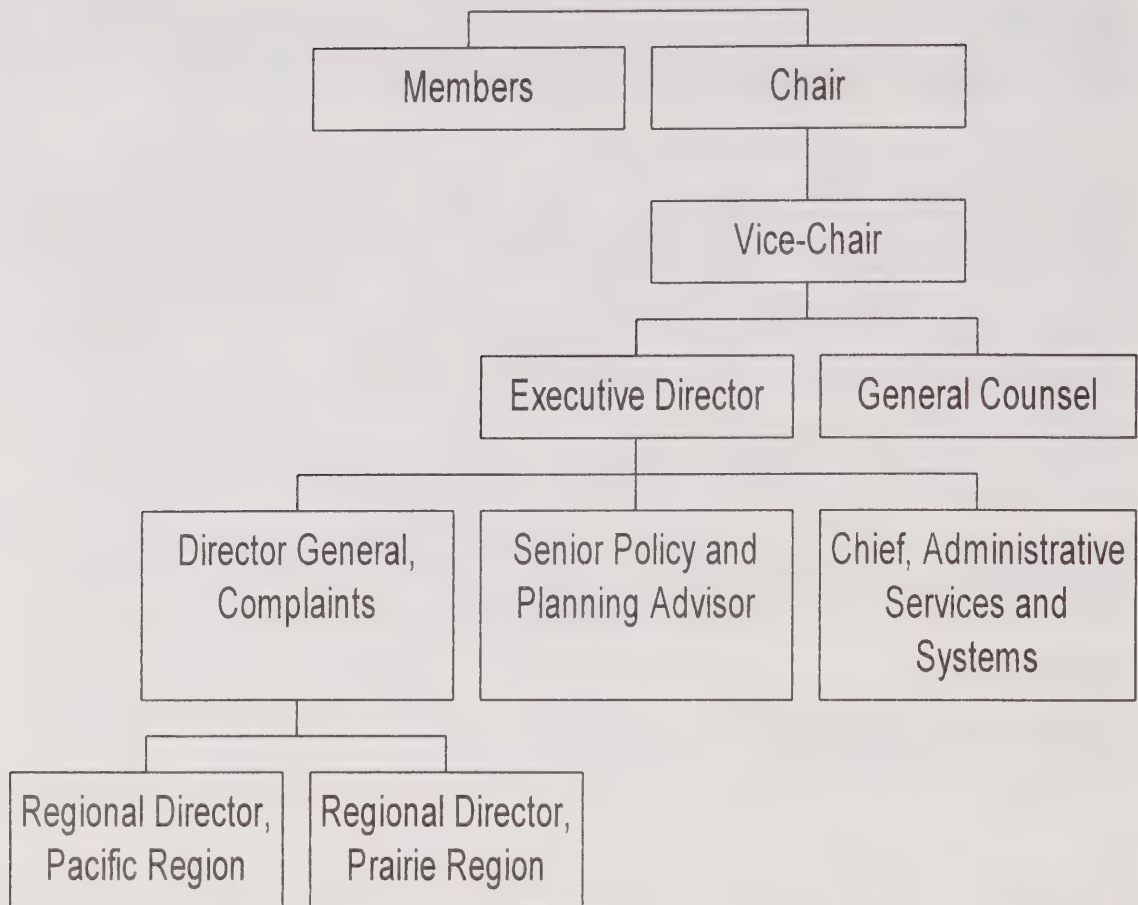 Members
Chair
Vice-Chair
Executive Director
General Counsel
Director General,
Complaints
Senior Policy and
Planning Advisor
Chief, Administrative
Services and
Systems
Regional Director,
Pacific Region
Regional Director,
Prairie Region